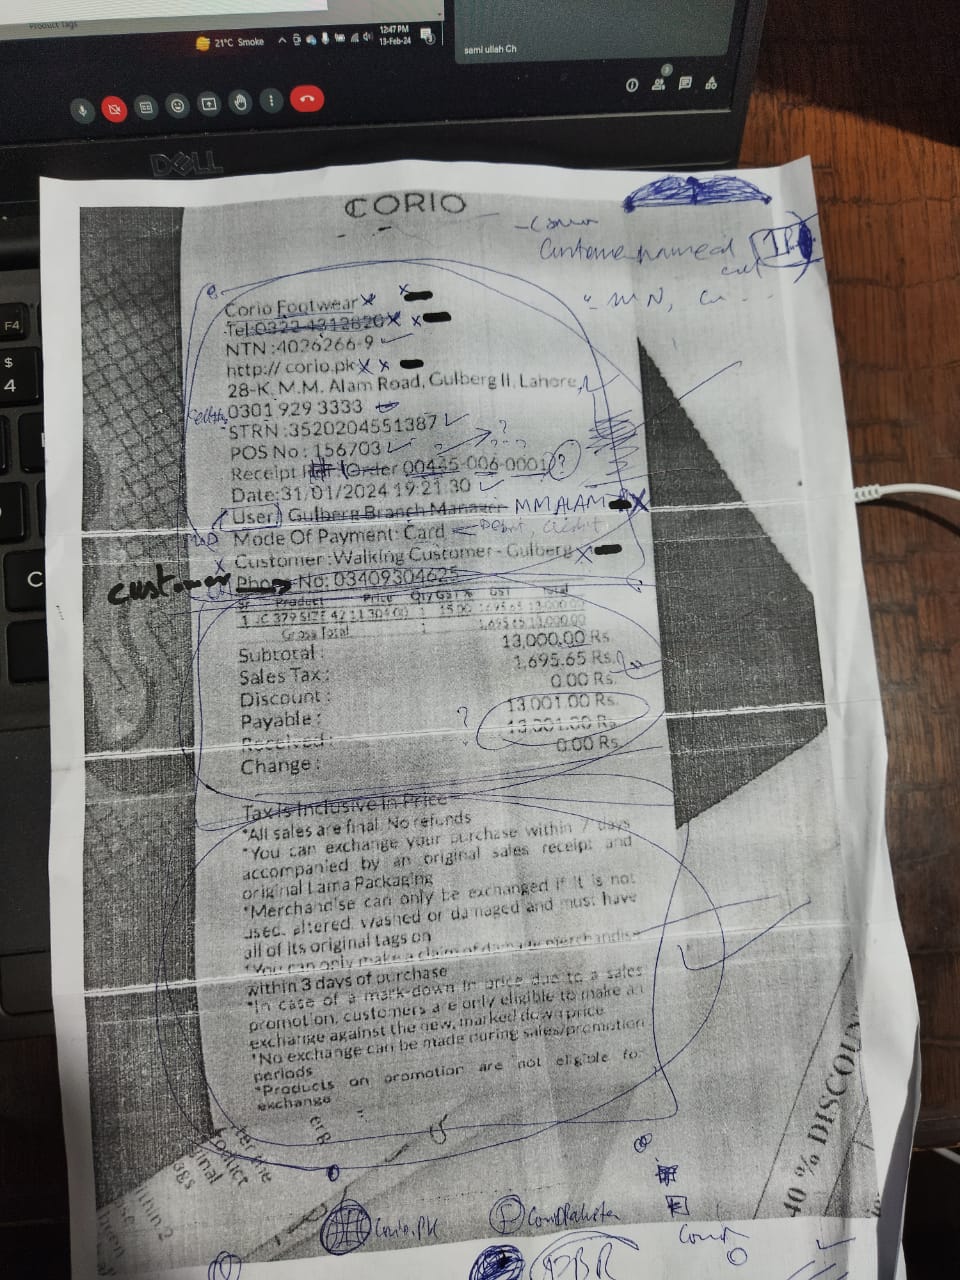 Product Tags
21°C Smoke
12:47 PM
13-Feb-24
sami ullah Ch
DELL
F4
$
4
C
CORIO
Customer named
Corio Footwear
Tel:0322-4312820
NTN :4026266-9
http:// corio.pk
28-K, M.M. Alam Road, Gulberg II, Lahore,
0301 929 3333
STRN :3520204551387
POS No : 156703
?
Receipt # Order 00445-006-0001 ?
Date:31/01/2024 19:21:30
User) Gulberg Branch Manager MM ALAM
Mode Of Payment: Card
Customer :Walking Customer - Gulberg
customer Phone No: 03409304625
Sr Product Price Qty GST% GST Total
1 JC 379 SIZE 42 11,304.00 1 15.00 1,695.65 13,000.00
Gross Total : 1,695.65 13,000.00
Subtotal : 13,000.00 Rs.
Sales Tax : 1,695.65 Rs.
Discount : 0.00 Rs.
Payable : 13,001.00 Rs.
Received : ? 13,001.00 Rs.
Change : 0.00 Rs.
Tax Is Inclusive In Price
*All sales are final. No refunds
*You can exchange your purchase within 7 days
accompanied by an original sales receipt and
original Lama Packaging
*Merchandise can only be exchanged if it is not
used, altered, washed or damaged and must have
all of its original tags on
*You can only make a claim of damaged merchandise
within 3 days of purchase
*In case of a mark-down in price due to a sales
promotion, customers are only eligible to make an
exchange against the new, marked down price
*No exchange can be made during sales/promotion
periods
*Products on promotion are not eligible for
exchange
40 % DISCOUN
Corio.PK